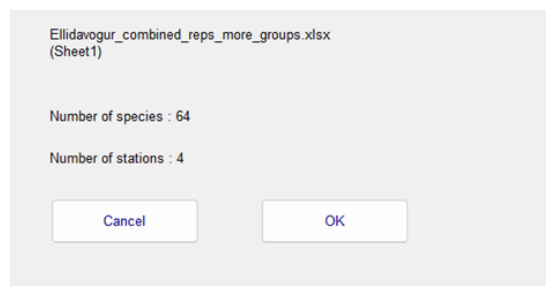 Ellidavogur_combined_reps_more_groups.xlsx
(Sheet1)
Number of species : 64
Number of stations : 4
Cancel OK